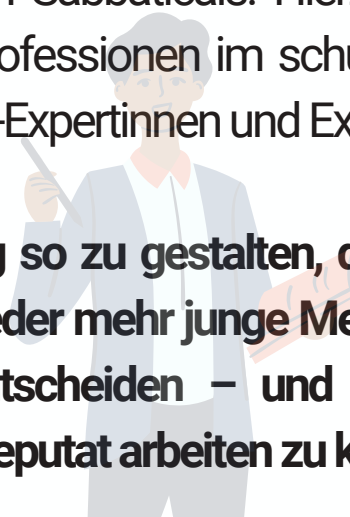 Sabbaticals.
ofessionen im schu
-Expertinnen und Ex
g so zu gestalten, d
eder mehr junge Me
tscheiden – und
eputat arbeiten zu k